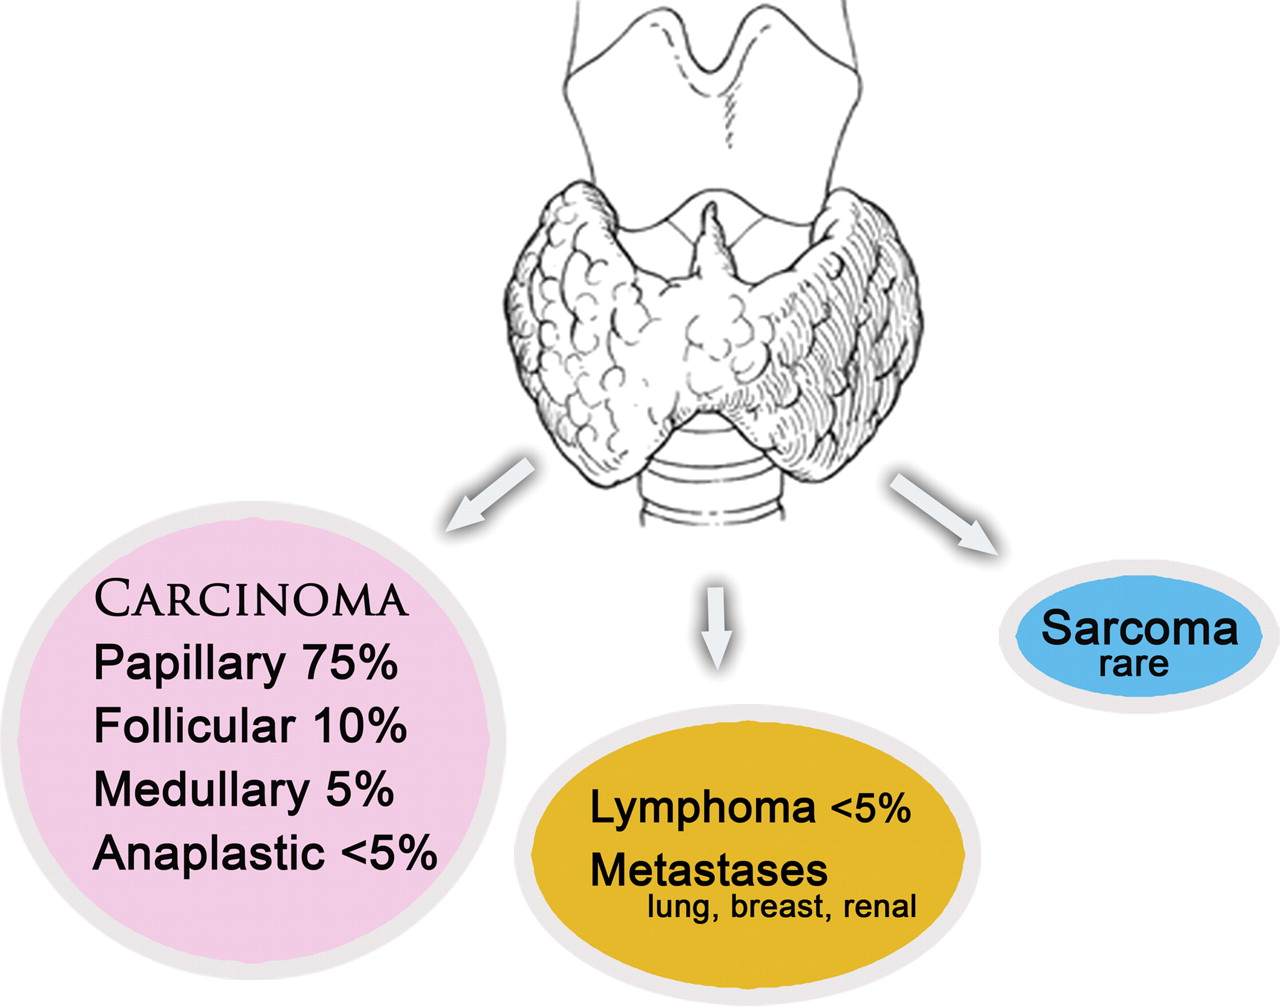 CARCINOMA
Papillary 75%
Follicular 10%
Medullary 5%
Anaplastic <5%
Lymphoma <5%
Metastases
lung, breast, renal
Sarcoma
rare